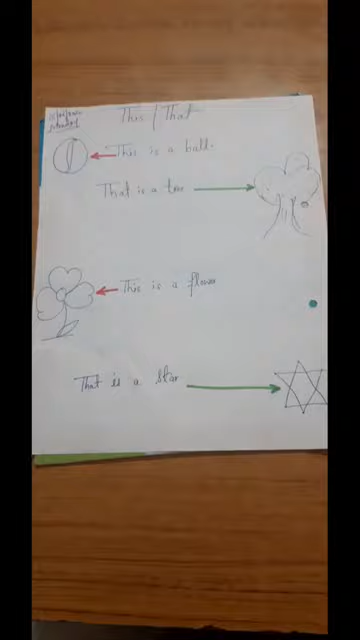 This / That
This is a ball.
That is a tree
This is a flower
That is a star